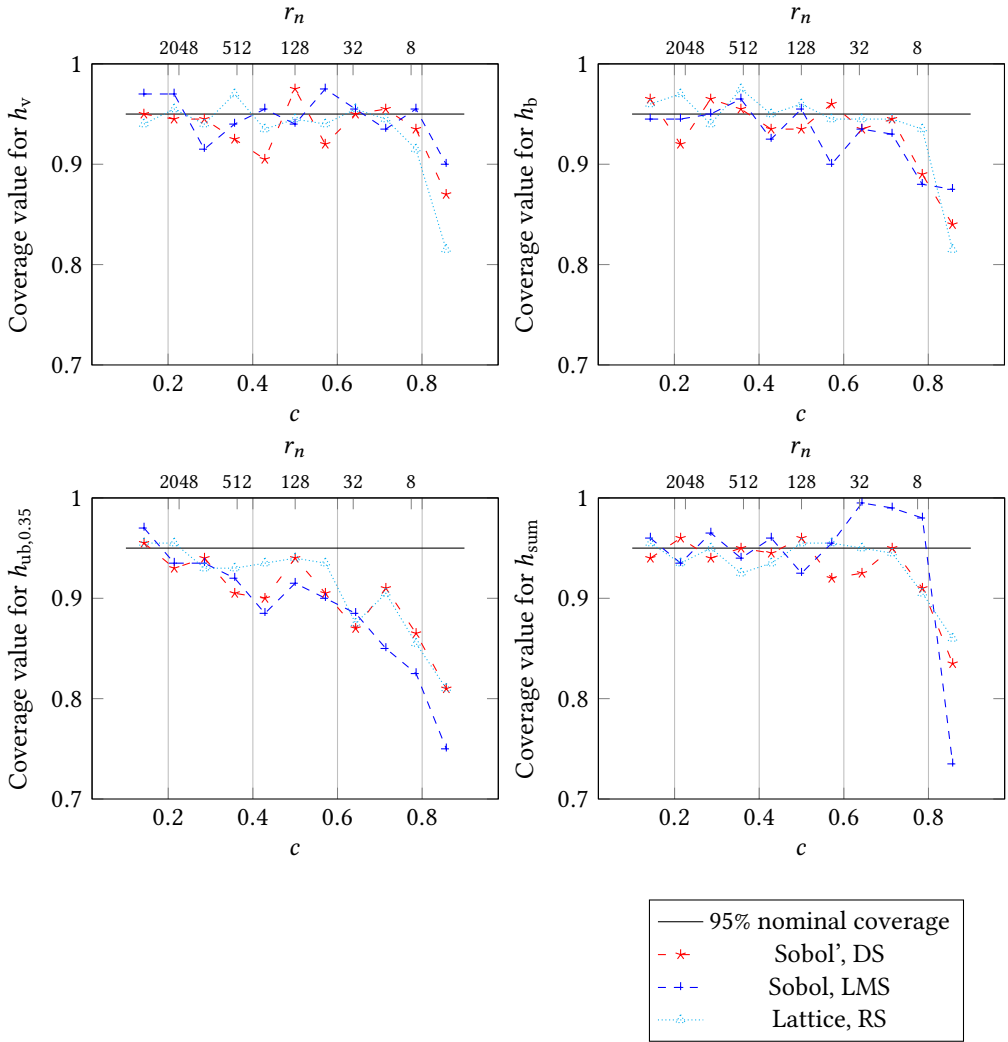 r_n
2048 512 128 32 8
1
0.9
0.8
0.7
Coverage value for h_v
0.2 0.4 0.6 0.8
c
r_n
2048 512 128 32 8
1
0.9
0.8
0.7
Coverage value for h_b
0.2 0.4 0.6 0.8
c
r_n
2048 512 128 32 8
1
0.9
0.8
0.7
Coverage value for h_ub,0.35
0.2 0.4 0.6 0.8
c
r_n
2048 512 128 32 8
1
0.9
0.8
0.7
Coverage value for h_sum
0.2 0.4 0.6 0.8
c
95% nominal coverage
Sobol’, DS
Sobol, LMS
Lattice, RS